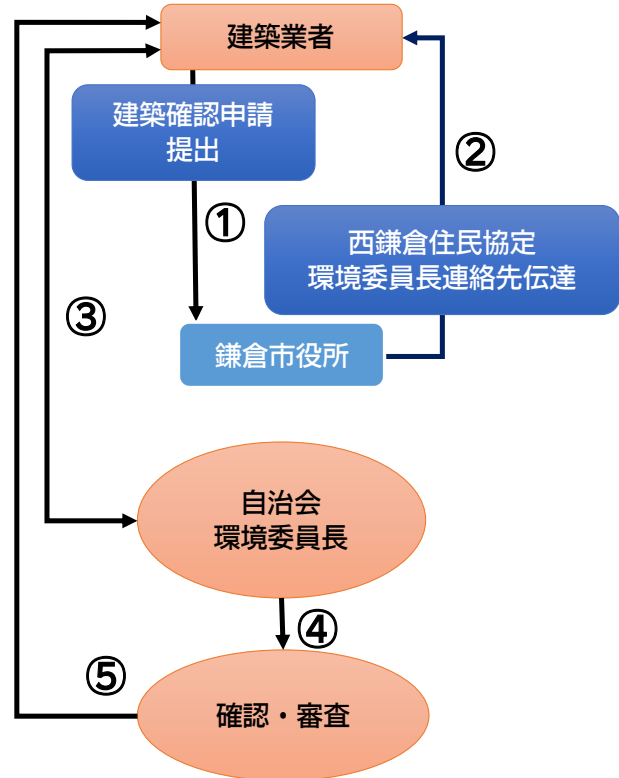 建築業者
建築確認申請
提出
②
①
西鎌倉住民協定
環境委員長連絡先伝達
③
鎌倉市役所
自治会
環境委員長
④
⑤
確認・審査